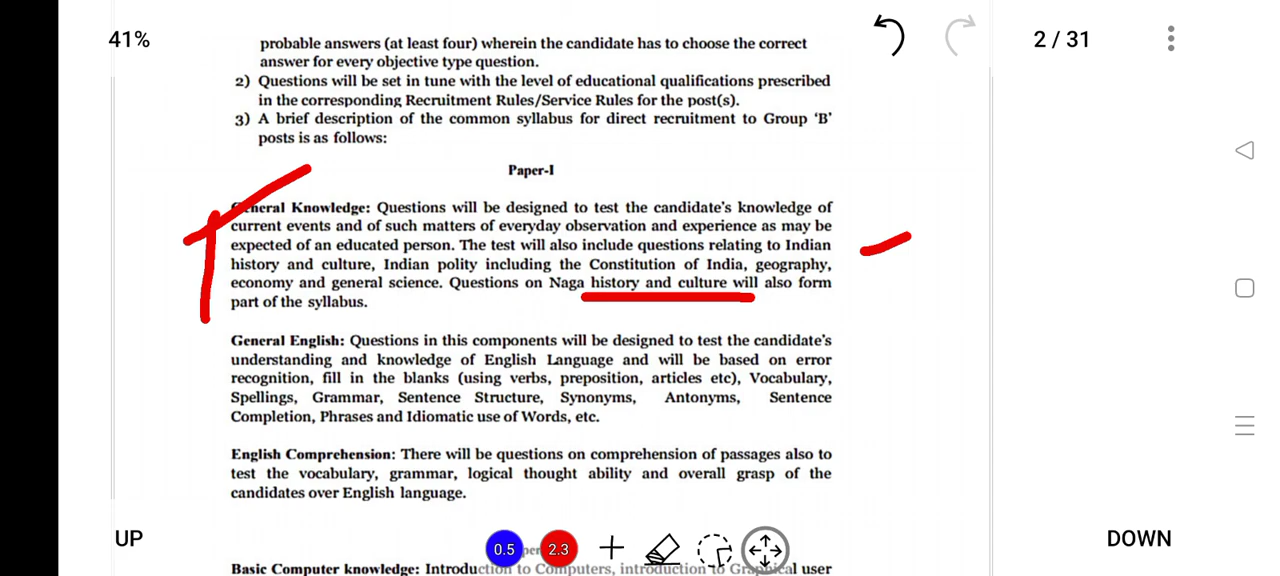 41%
2 / 31
probable answers (at least four) wherein the candidate has to choose the correct
answer for every objective type question.
2) Questions will be set in tune with the level of educational qualifications prescribed
in the corresponding Recruitment Rules/Service Rules for the post(s).
3) A brief description of the common syllabus for direct recruitment to Group ‘B’
posts is as follows:
Paper-I
General Knowledge: Questions will be designed to test the candidate’s knowledge of
current events and of such matters of everyday observation and experience as may be
expected of an educated person. The test will also include questions relating to Indian
history and culture, Indian polity including the Constitution of India, geography,
economy and general science. Questions on Naga history and culture will also form
part of the syllabus.
General English: Questions in this components will be designed to test the candidate’s
understanding and knowledge of English Language and will be based on error
recognition, fill in the blanks (using verbs, preposition, articles etc), Vocabulary,
Spellings, Grammar, Sentence Structure, Synonyms, Antonyms, Sentence
Completion, Phrases and Idiomatic use of Words, etc.
English Comprehension: There will be questions on comprehension of passages also to
test the vocabulary, grammar, logical thought ability and overall grasp of the
candidates over English language.
UP
0.5
2.3
DOWN
Basic Computer knowledge: Introduction to Computers, introduction to Graphical user